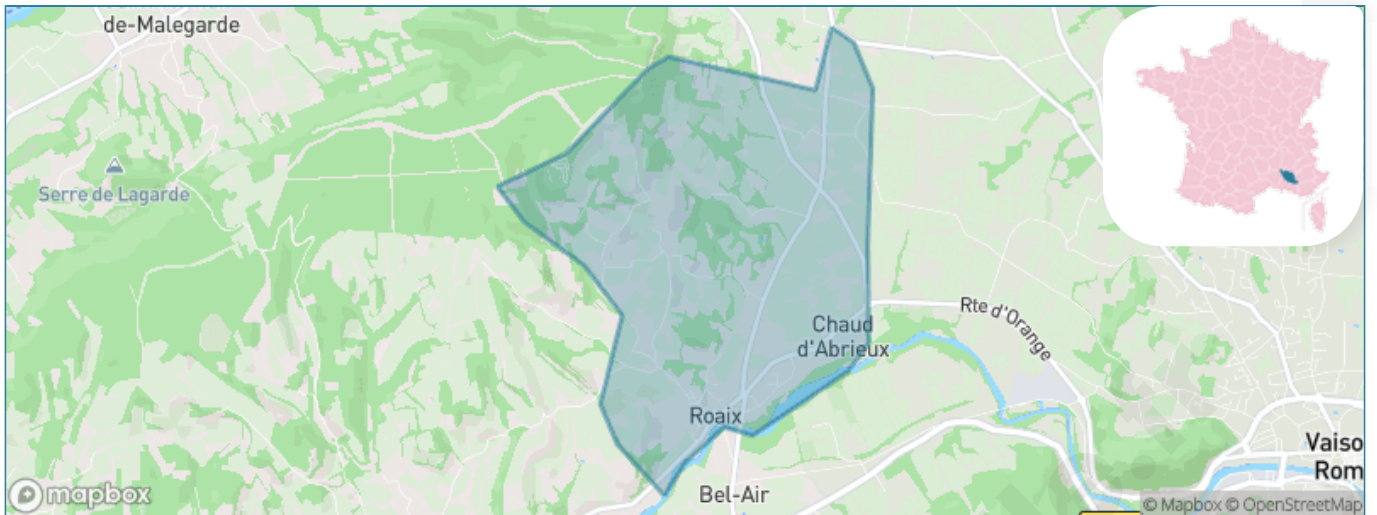 de-Malegarde
Serre de Lagarde
Rte d'Orange
Chaud
d'Abrieux
Roaix
Vaiso
Rom
Bel-Air
mapbox
© Mapbox © OpenStreetMap